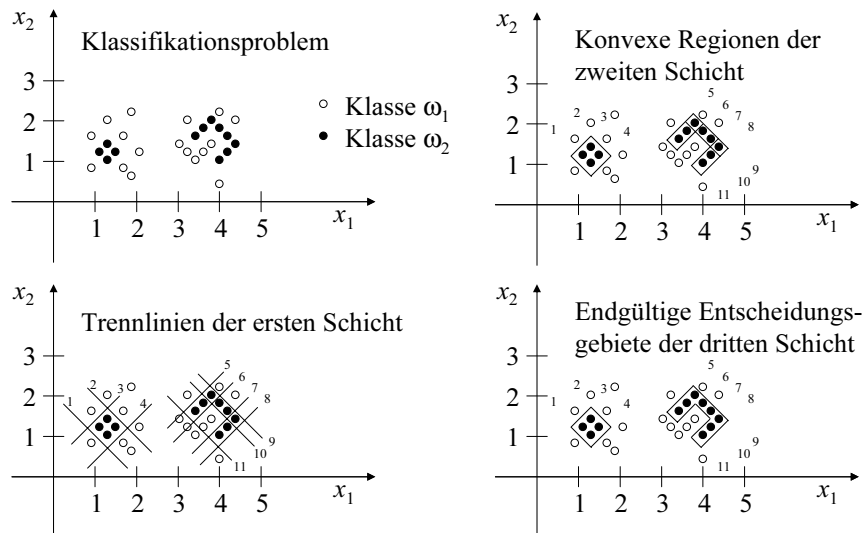 x2
Klassifikationsproblem
3
2
1
Klasse ω1
Klasse ω2
1 2 3 4 5
x1
x2
Konvexe Regionen der
zweiten Schicht
3
2
1
1 2 3 4 5 6 7 8 9 10 11
1 2 3 4 5
x1
x2
Trennlinien der ersten Schicht
3
2
1
1 2 3 4 5 6 7 8 9 10 11
1 2 3 4 5
x1
x2
Endgültige Entscheidungs-
gebiete der dritten Schicht
3
2
1
1 2 3 4 5 6 7 8 9 10 11
1 2 3 4 5
x1